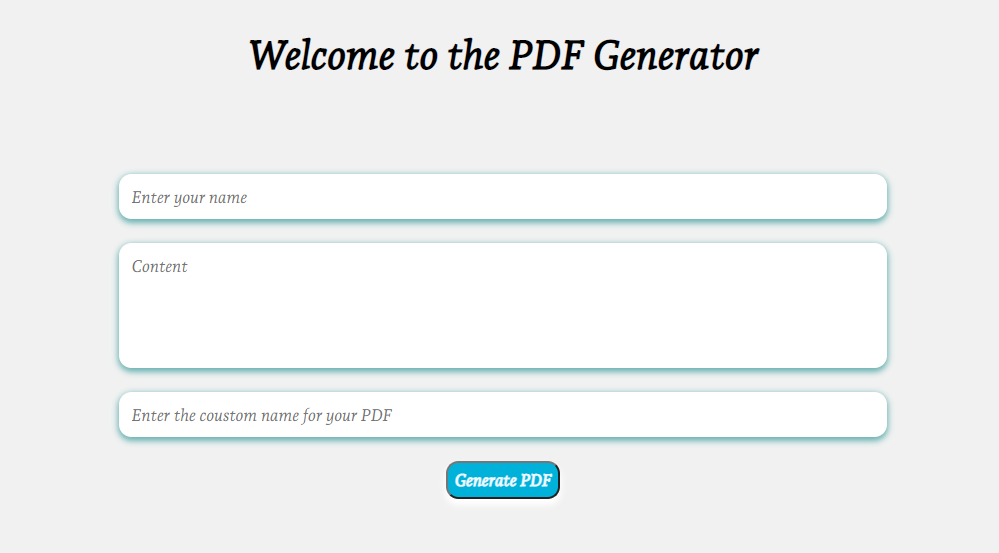 Welcome to the PDF Generator
Enter your name
Content
Enter the coustom name for your PDF
Generate PDF